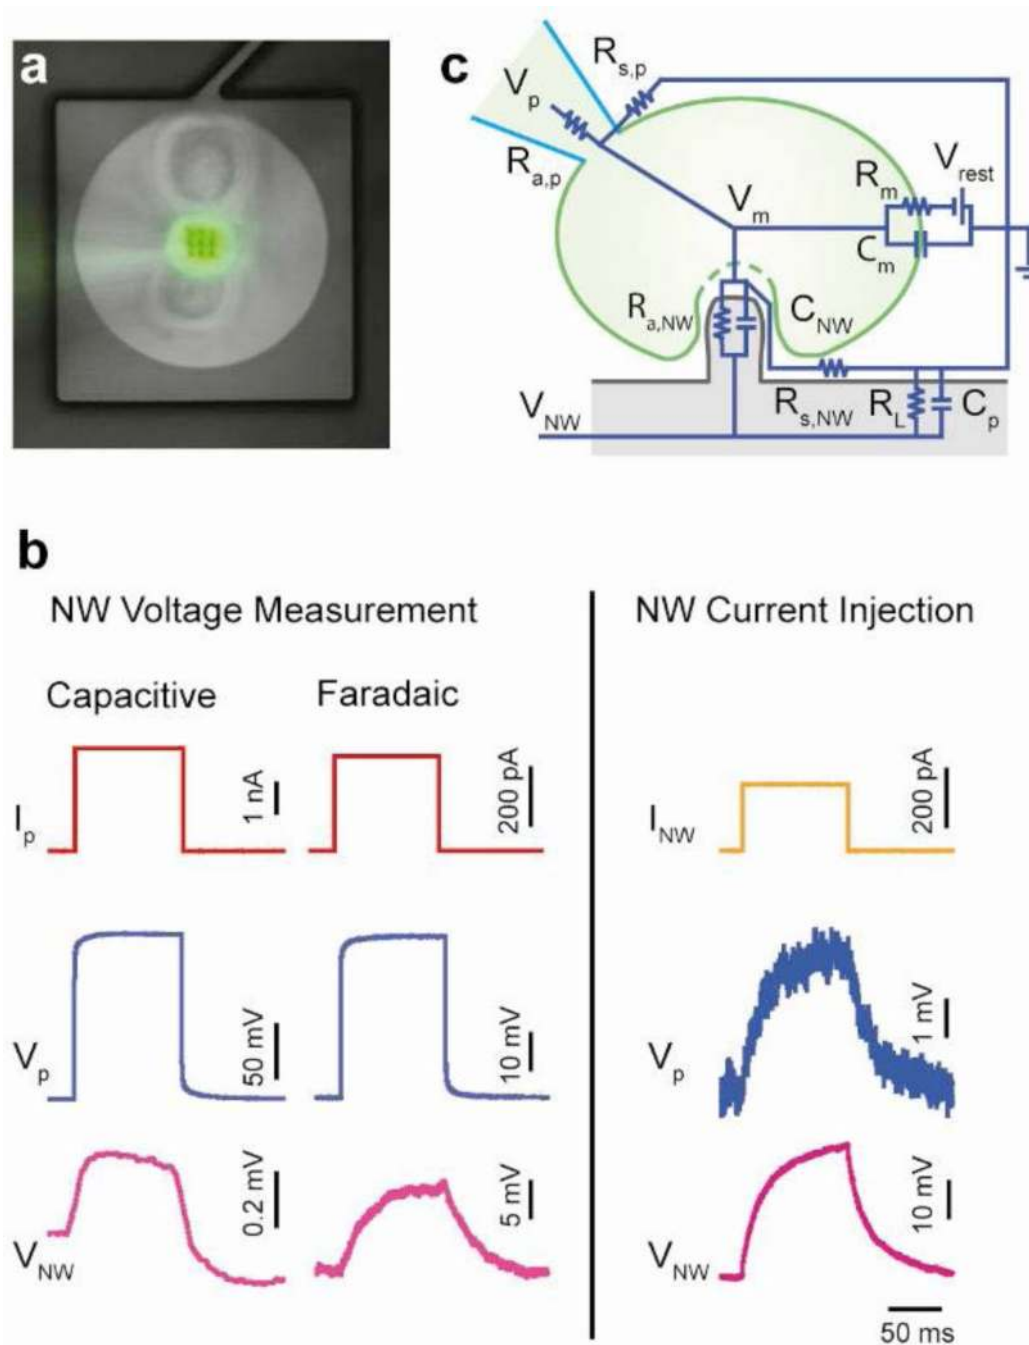 a
c
R s,p
V p
R a,p
V m
R m
V rest
C m
R a,NW
C NW
V NW
R s,NW
R L
C p
b
NW Voltage Measurement
NW Current Injection
Capacitive
Faradaic
I p
1 nA
200 pA
I NW
200 pA
V p
50 mV
10 mV
V p
1 mV
V NW
0.2 mV
5 mV
V NW
10 mV
50 ms